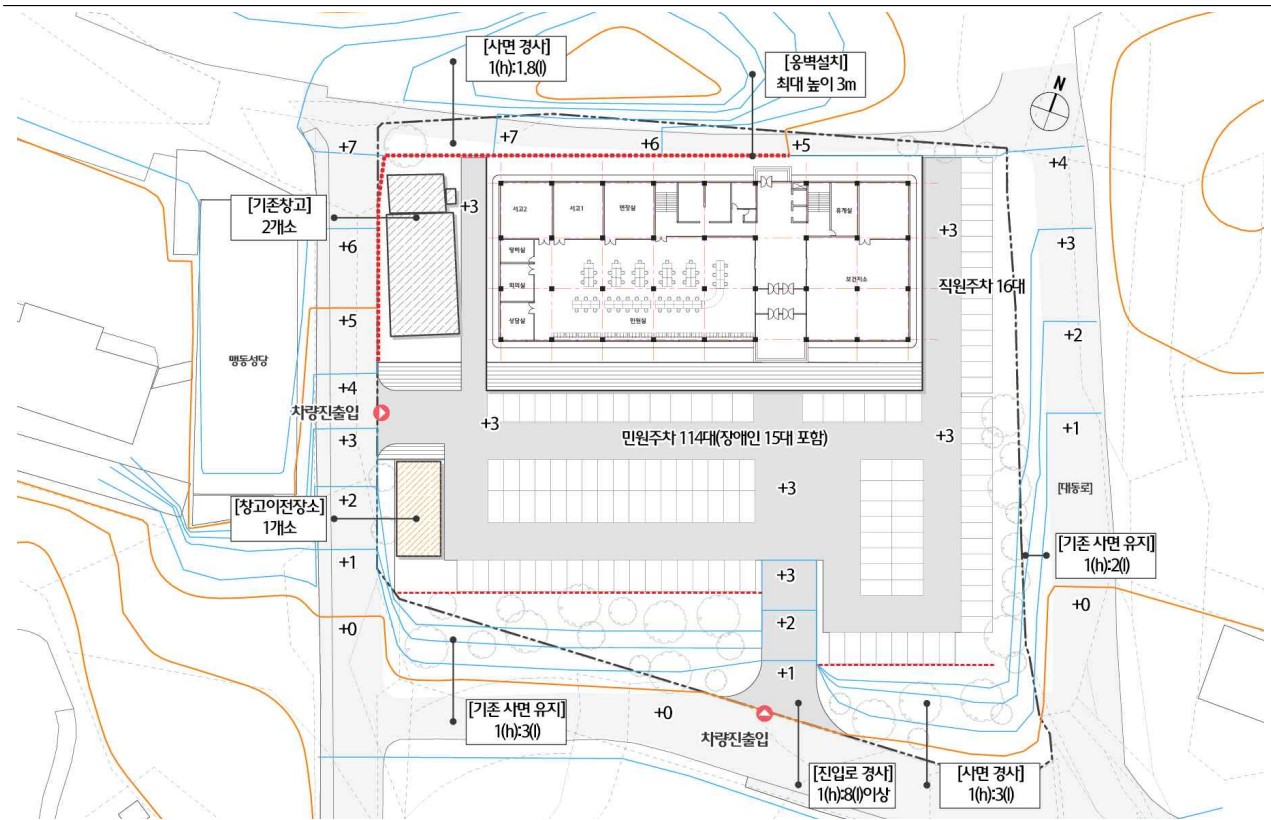 [사면 경사]
1(h):1.8(l)
[옹벽설치]
최대 높이 3m
N
+7
+7
+6
+5
+4
[기존창고]
2개소
+3
서고2
서고1
면장실
휴게실
+6
+3
+3
탕비실
회의실
상담실
민원실
보건지소
직원주차 16대
+5
+2
맹동성당
+4
차량진출입
+3
+3
민원주차 114대(장애인 15대 포함)
+3
+1
[대동로]
+3
[창고이전장소]
1개소
+2
+1
[기존 사면 유지]
1(h):2(l)
+3
+0
+2
+0
+1
[기존 사면 유지]
1(h):3(l)
+0
차량진출입
[진입로 경사]
1(h):8(l)이상
[사면 경사]
1(h):3(l)